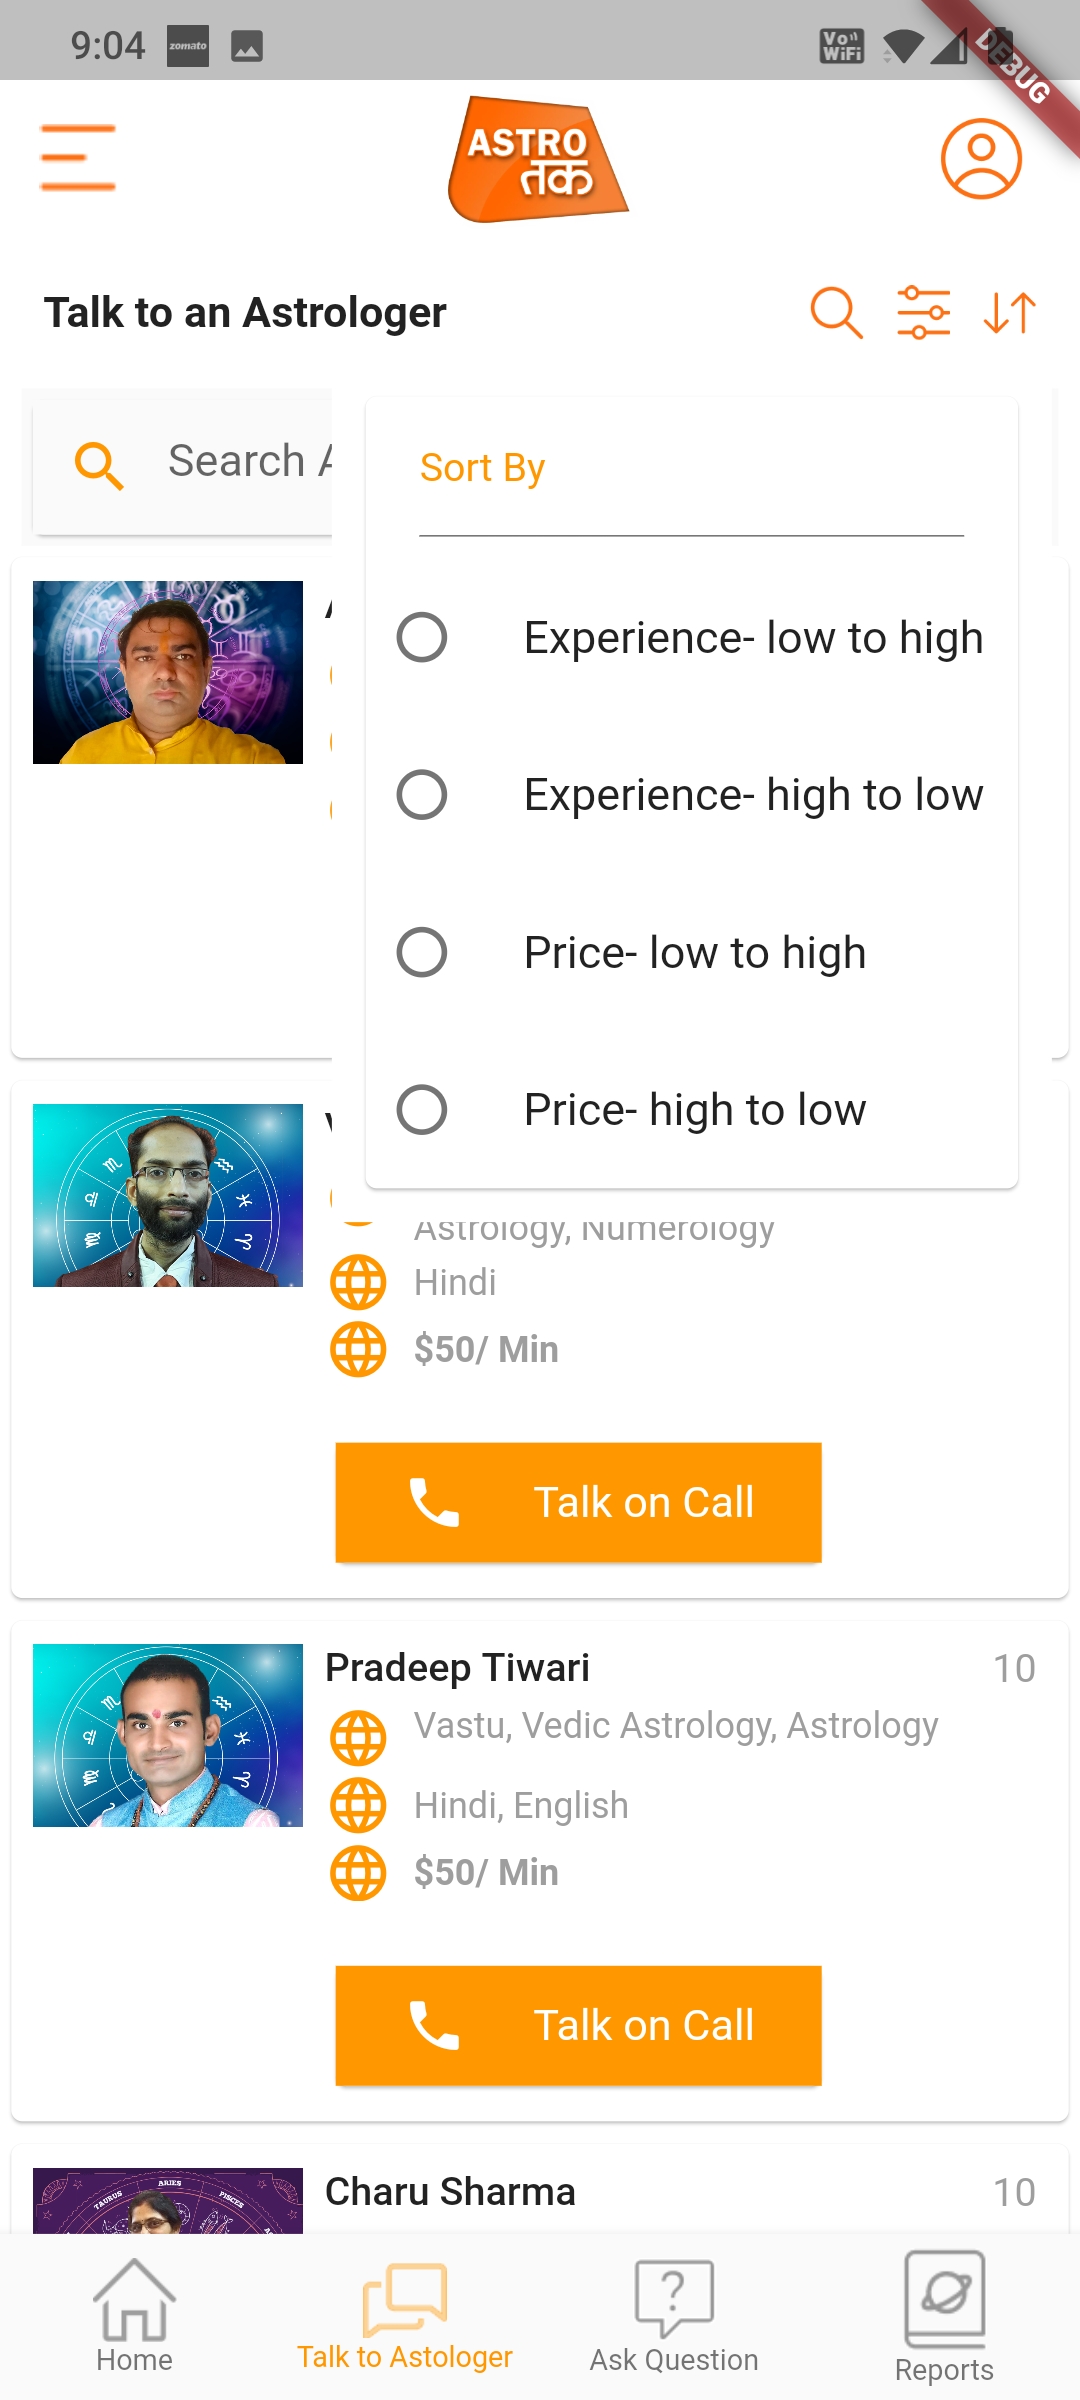 9:04
zomato
Vo WiFi
DEBUG
ASTRO
तक
Talk to an Astrologer
Search
Sort By
Experience- low to high
Experience- high to low
Price- low to high
Price- high to low
Astrology, Numerology
Hindi
$50/ Min
Talk on Call
Pradeep Tiwari
10
Vastu, Vedic Astrology, Astrology
Hindi, English
$50/ Min
Talk on Call
TAURUS
ARIES
PISCES
Charu Sharma
10
Home
Talk to Astologer
Ask Question
Reports